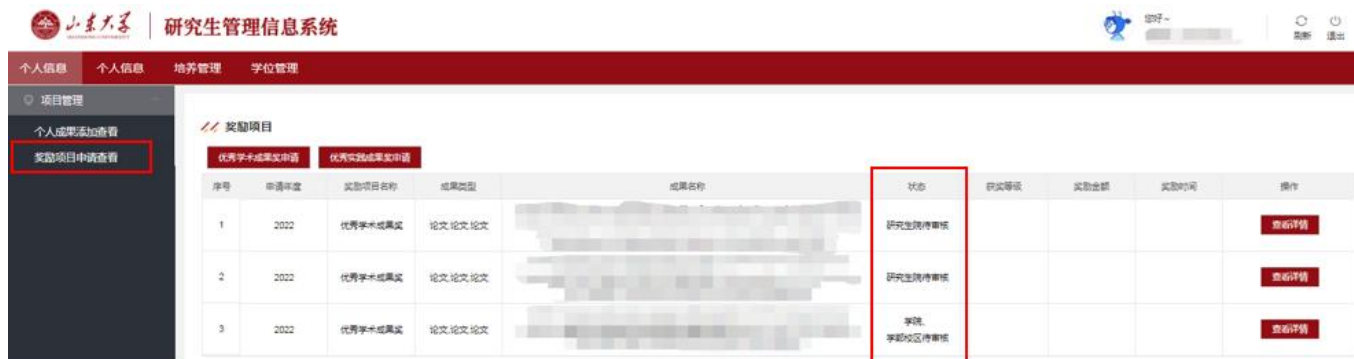 山东大学
研究生管理信息系统
您好~
刷新
退出
个人信息 个人信息 培养管理 学位管理
项目管理
个人成果添加查看
奖励项目申请查看
奖励项目
优秀学术成果奖申请 优秀实践成果奖申请
序号 申请年度 奖励项目名称 成果类型 成果名称 状态 获奖等级 奖励金额 奖励时间 操作
1 2022 优秀学术成果奖 论文,论文,论文 研究生院待审核 查看详情
2 2022 优秀学术成果奖 论文,论文,论文 研究生院待审核 查看详情
3 2022 优秀学术成果奖 论文,论文,论文 学院、
学部校区待审核 查看详情